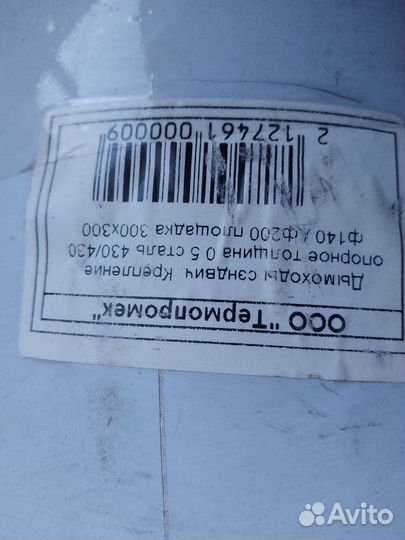 ООО "Термопромек"
Дымоходы сэндвич Крепление
опорное толщина 0 5 сталь 430/430
ф140 / ф200 площадка 300х300
2 127461 000009
Avito